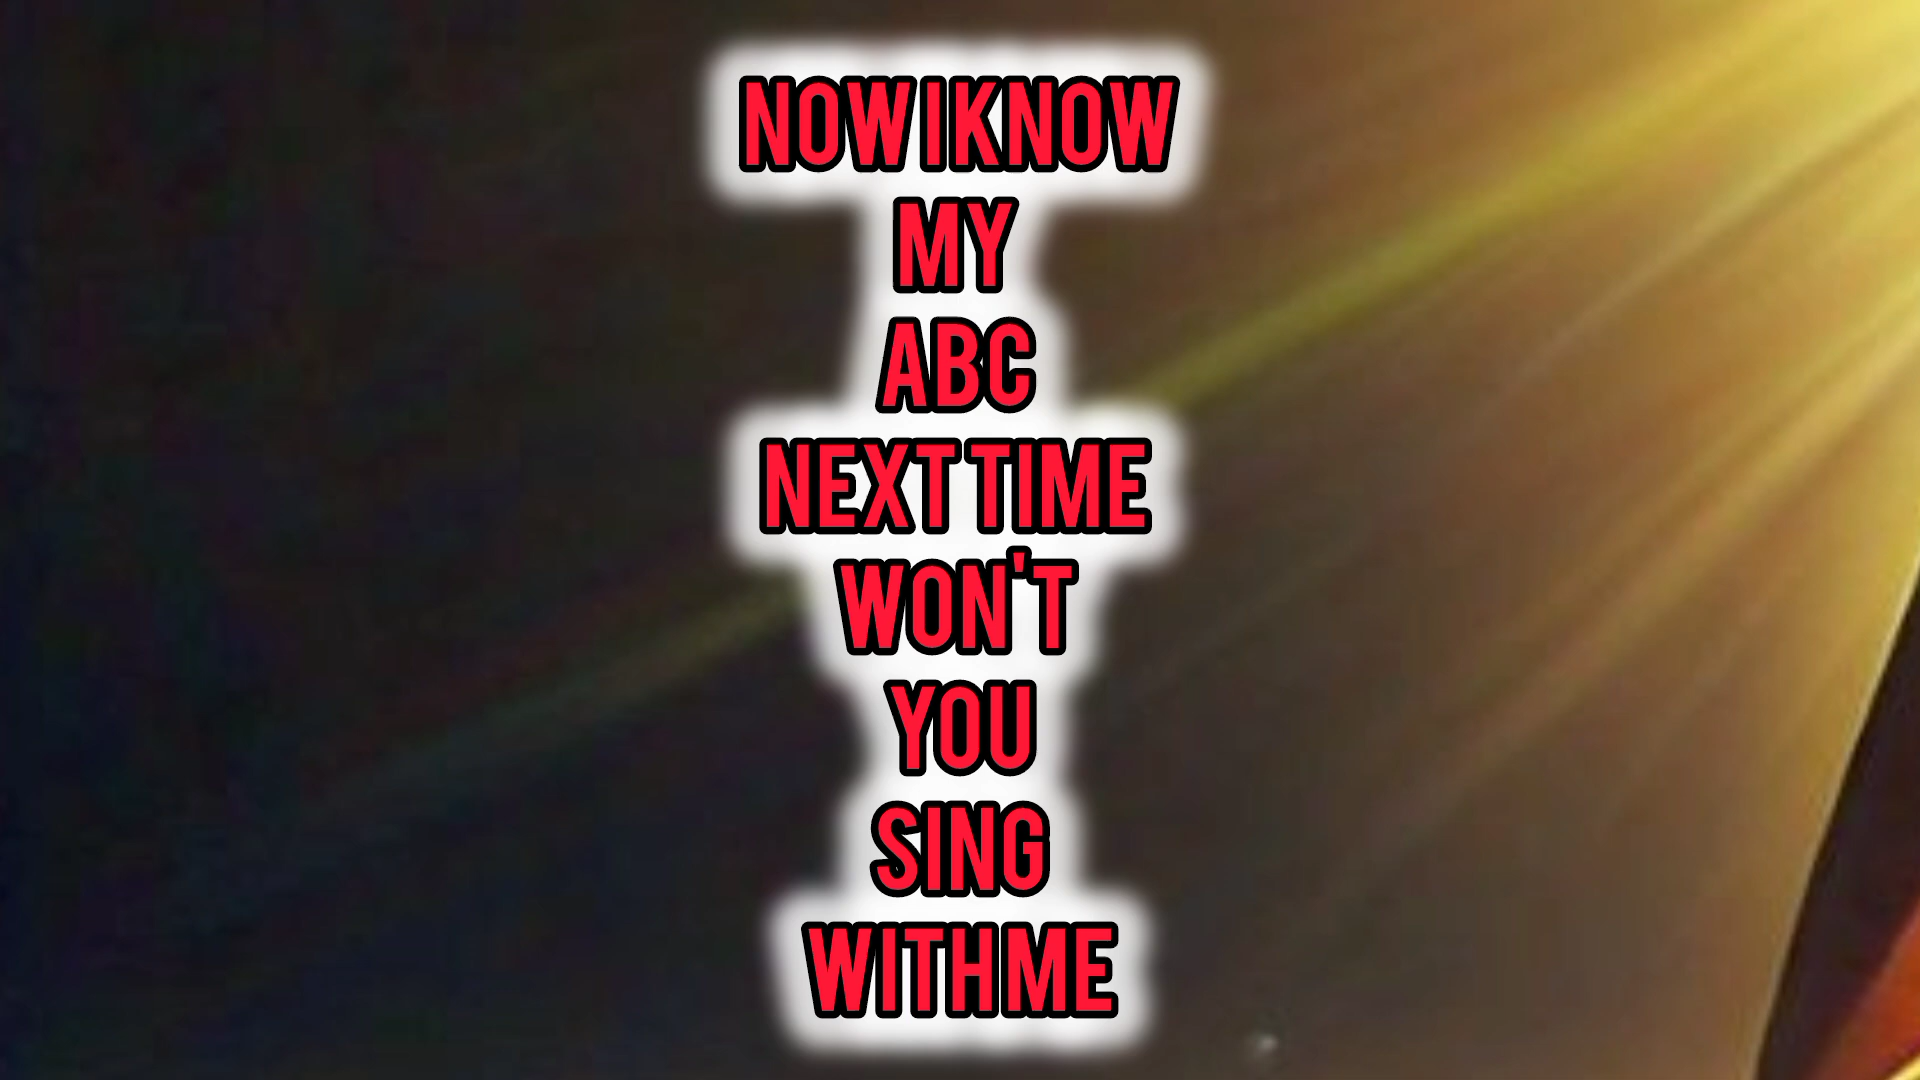 NOW I KNOW
MY
ABC
NEXT TIME
WON'T
YOU
SING
WITH ME